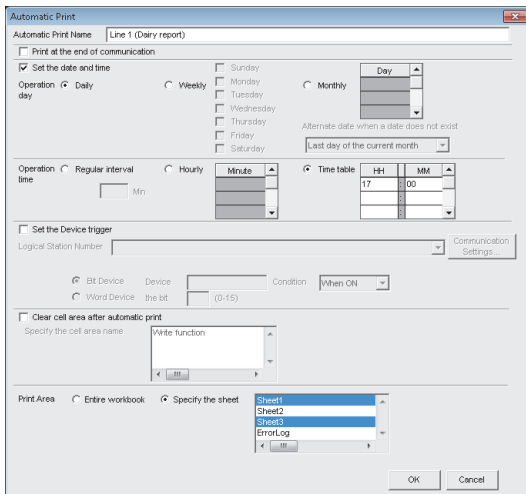 Automatic Print
Automatic Print Name Line 1 (Dairy report)
Print at the end of communication
Set the date and time
Operation day
Daily
Weekly
Sunday
Monday
Tuesday
Wednesday
Thursday
Friday
Saturday
Monthly
Day
Alternate date when a date does not exist
Last day of the current month
Operation time
Regular interval
Min
Hourly
Minute
Time table
HH MM
17 : 00
:
:
Set the Device trigger
Logical Station Number
Communication Settings...
Bit Device Device Condition When ON
Word Device the bit (0-15)
Clear cell area after automatic print
Specify the cell area name
Write function
Print Area Entire workbook Specify the sheet
Sheet1
Sheet2
Sheet3
ErrorLog
OK Cancel